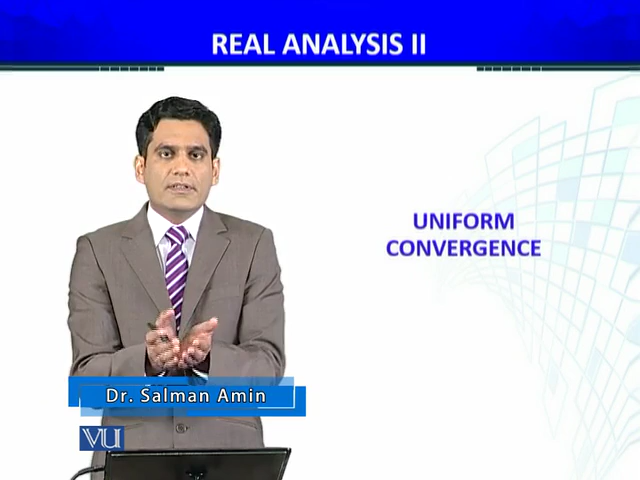 REAL ANALYSIS II
UNIFORM
CONVERGENCE
Dr. Salman Amin
VU